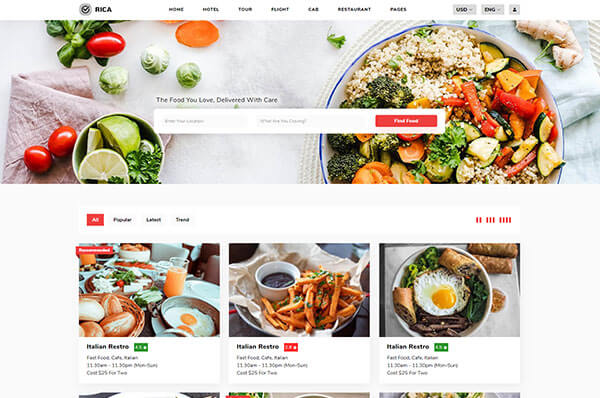 RICA
HOME HOTEL TOUR FLIGHT CAB RESTAURANT PAGES
USD ENG
The Food You Love, Delivered With Care
Enter Your Location
What Are You Craving?
Find Food
All Popular Latest Trend
Recommended
Italian Restro 4.5
Fast Food, Cafe, Italian
11.30am - 11.30pm (Mon-Sun)
Cost $25 For Two
Italian Restro
Fast Food, Cafe, Italian
11.30am - 11.30pm (Mon-Sun)
Cost $25 For Two
Italian Restro 4.5
Fast Food, Cafe, Italian
11.30am - 11.30pm (Mon-Sun)
Cost $25 For Two